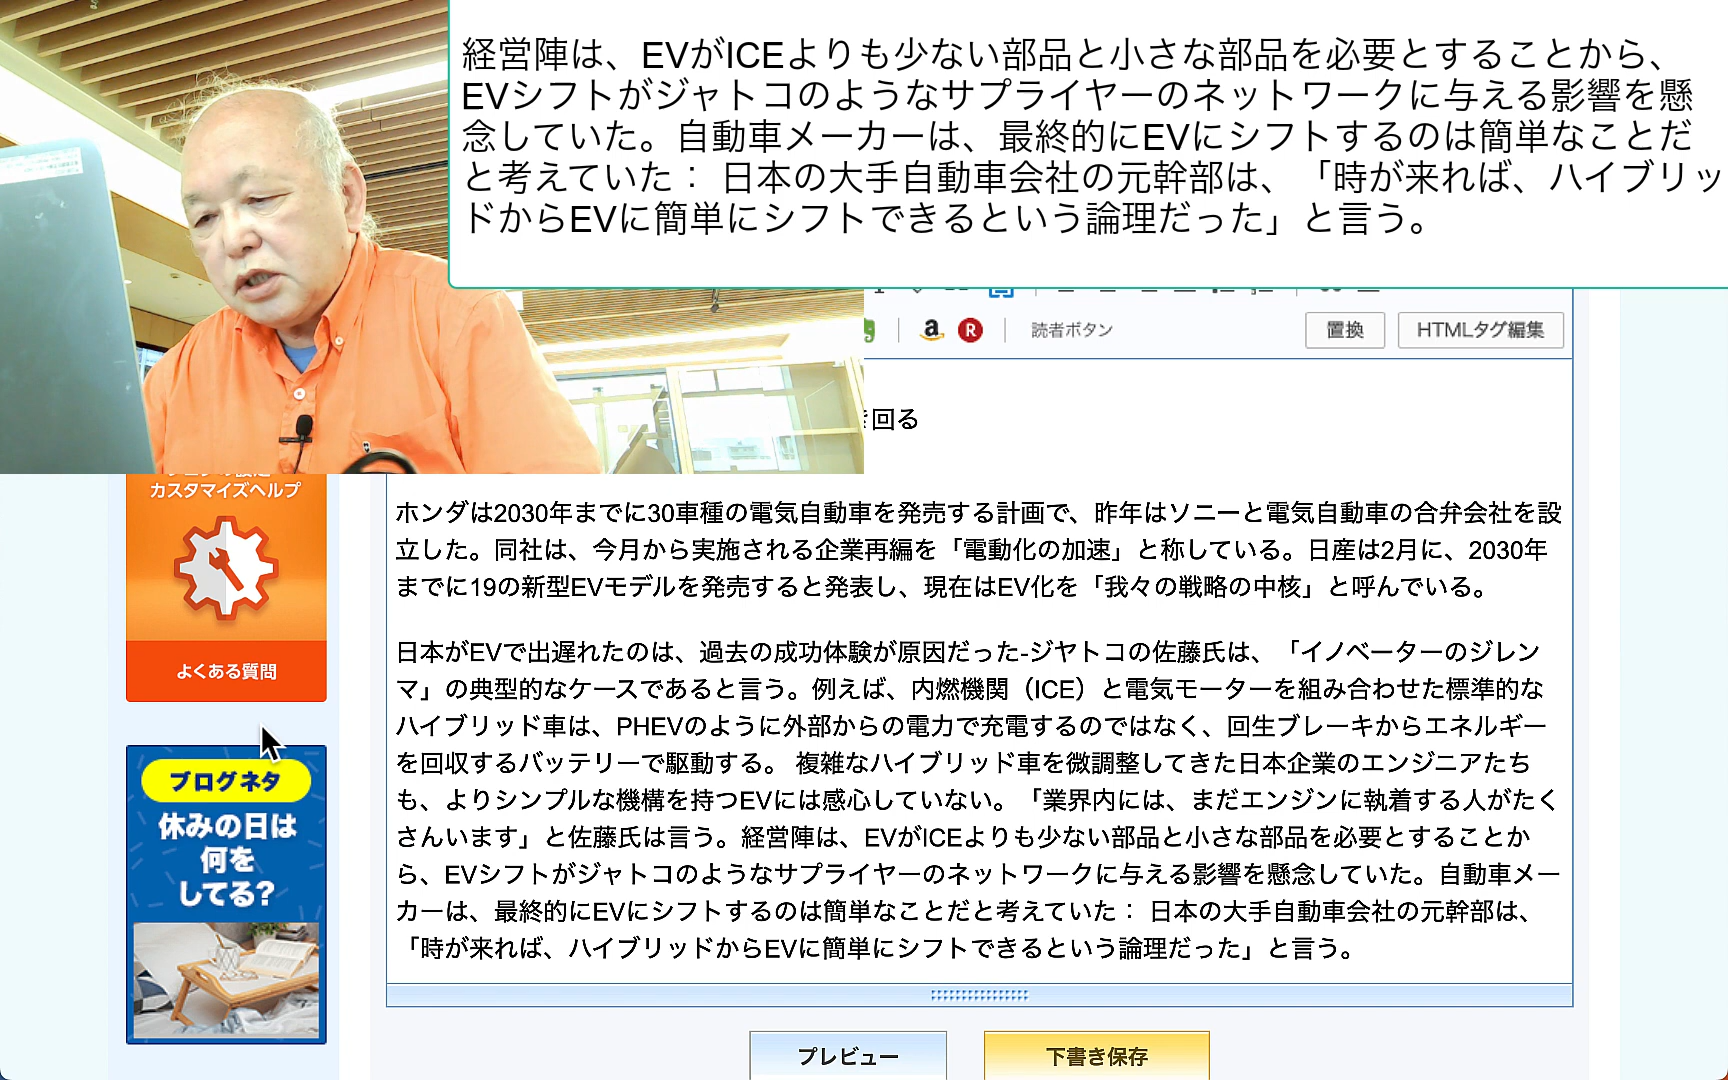 経営陣は、EVがICEよりも少ない部品と小さな部品を必要とすることから、
EVシフトがジャトコのようなサプライヤーのネットワークに与える影響を懸
念していた。自動車メーカーは、最終的にEVにシフトするのは簡単なことだ
と考えていた： 日本の大手自動車会社の元幹部は、「時が来れば、ハイブリッ
ドからEVに簡単にシフトできるという論理だった」と言う。
読者ボタン
置換
HTMLタグ編集
回る
カスタマイズヘルプ
よくある質問
ブログネタ
休みの日は
何を
してる?
ホンダは2030年までに30車種の電気自動車を発売する計画で、昨年はソニーと電気自動車の合弁会社を設
立した。同社は、今月から実施される企業再編を「電動化の加速」と称している。日産は2月に、2030年
までに19の新型EVモデルを発売すると発表し、現在はEV化を「我々の戦略の中核」と呼んでいる。
日本がEVで出遅れたのは、過去の成功体験が原因だった-ジヤトコの佐藤氏は、「イノベーターのジレン
マ」の典型的なケースであると言う。例えば、内燃機関（ICE）と電気モーターを組み合わせた標準的な
ハイブリッド車は、PHEVのように外部からの電力で充電するのではなく、回生ブレーキからエネルギー
を回収するバッテリーで駆動する。 複雑なハイブリッド車を微調整してきた日本企業のエンジニアたち
も、よりシンプルな機構を持つEVには感心していない。「業界内には、まだエンジンに執着する人がたく
さんいます」と佐藤氏は言う。経営陣は、EVがICEよりも少ない部品と小さな部品を必要とすることか
ら、EVシフトがジャトコのようなサプライヤーのネットワークに与える影響を懸念していた。自動車メー
カーは、最終的にEVにシフトするのは簡単なことだと考えていた： 日本の大手自動車会社の元幹部は、
「時が来れば、ハイブリッドからEVに簡単にシフトできるという論理だった」と言う。
プレビュー
下書き保存